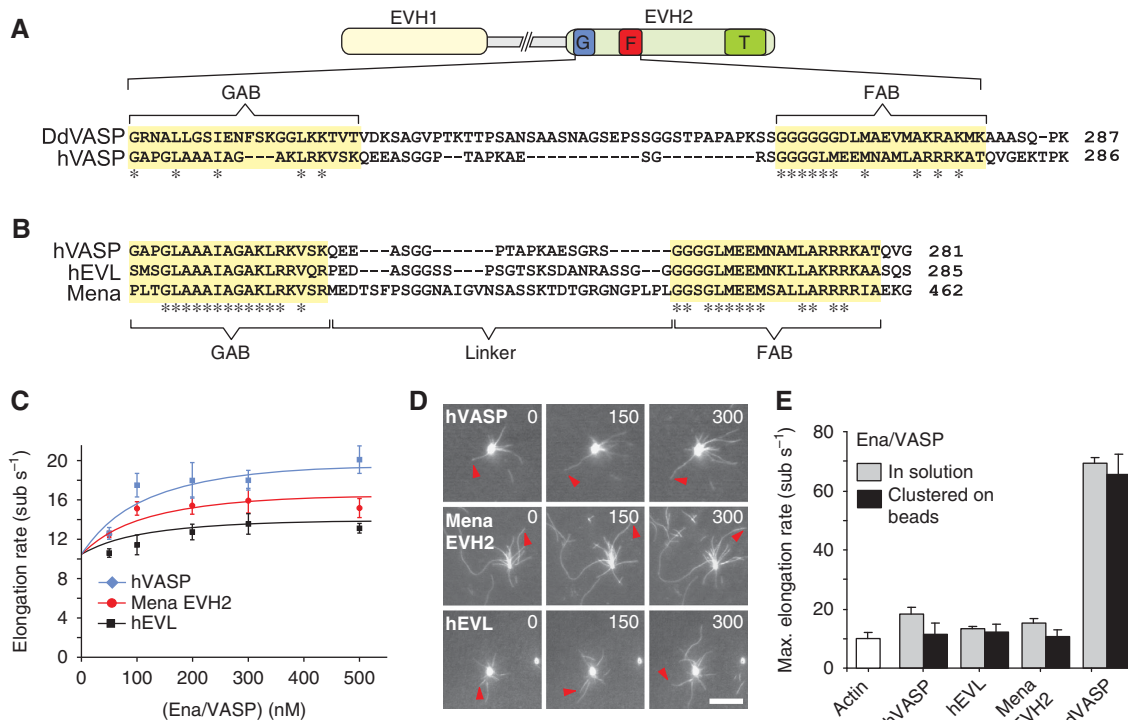 A
EVH1
EVH2
G F T
GAB FAB
DdVASP GRNALLGSIENFSKGGLKKTVTVDKSAGVPTKTTPSANSAASNAGSEPSSGGSTPAPAPKSSGGGGGGDLMAEVMAKRAKMKAAASQ-PK 287
hVASP GAPGLAAAIAG---AKLRKVSKQEEASGGP--TAPKAE-----------SG---------RSGGGGLMEEMNAMLARRRKATQVGEKTPK 286
* * * * * ****** * * * *
B
hVASP GAPGLAAAIAGAKLRKVSKQEE---ASGG------PTAPKAESGRS------GGGGLMEEMNAMLARRRKATQVG 281
hEVL SMSGLAAAIAGAKLRRVQRPED---ASGGSS---PSGTSKSDANRASSG-GGGGGLMEEMNKLLAKRRKAASQS 285
Mena PLTGLAAAIAGAKLRKVSRMEDTSFPSGGNAIGVNSASSKTDTGRGNGPLPLGGSGLMEEMSALLARRRRIAEKG 462
************ * ** ****** ** **
GAB Linker FAB
C
Elongation rate (sub s⁻¹)
20
16
12
8
4
0
hVASP
Mena EVH2
hEVL
0 100 200 300 400 500
(Ena/VASP) (nM)
D
hVASP 0 150 300
Mena EVH2 0 150 300
hEVL 0 150 300
E
Max. elongation rate (sub s⁻¹)
80
60
40
20
0
Ena/VASP
In solution
Clustered on
beads
Actin
hVASP
hEVL
Mena